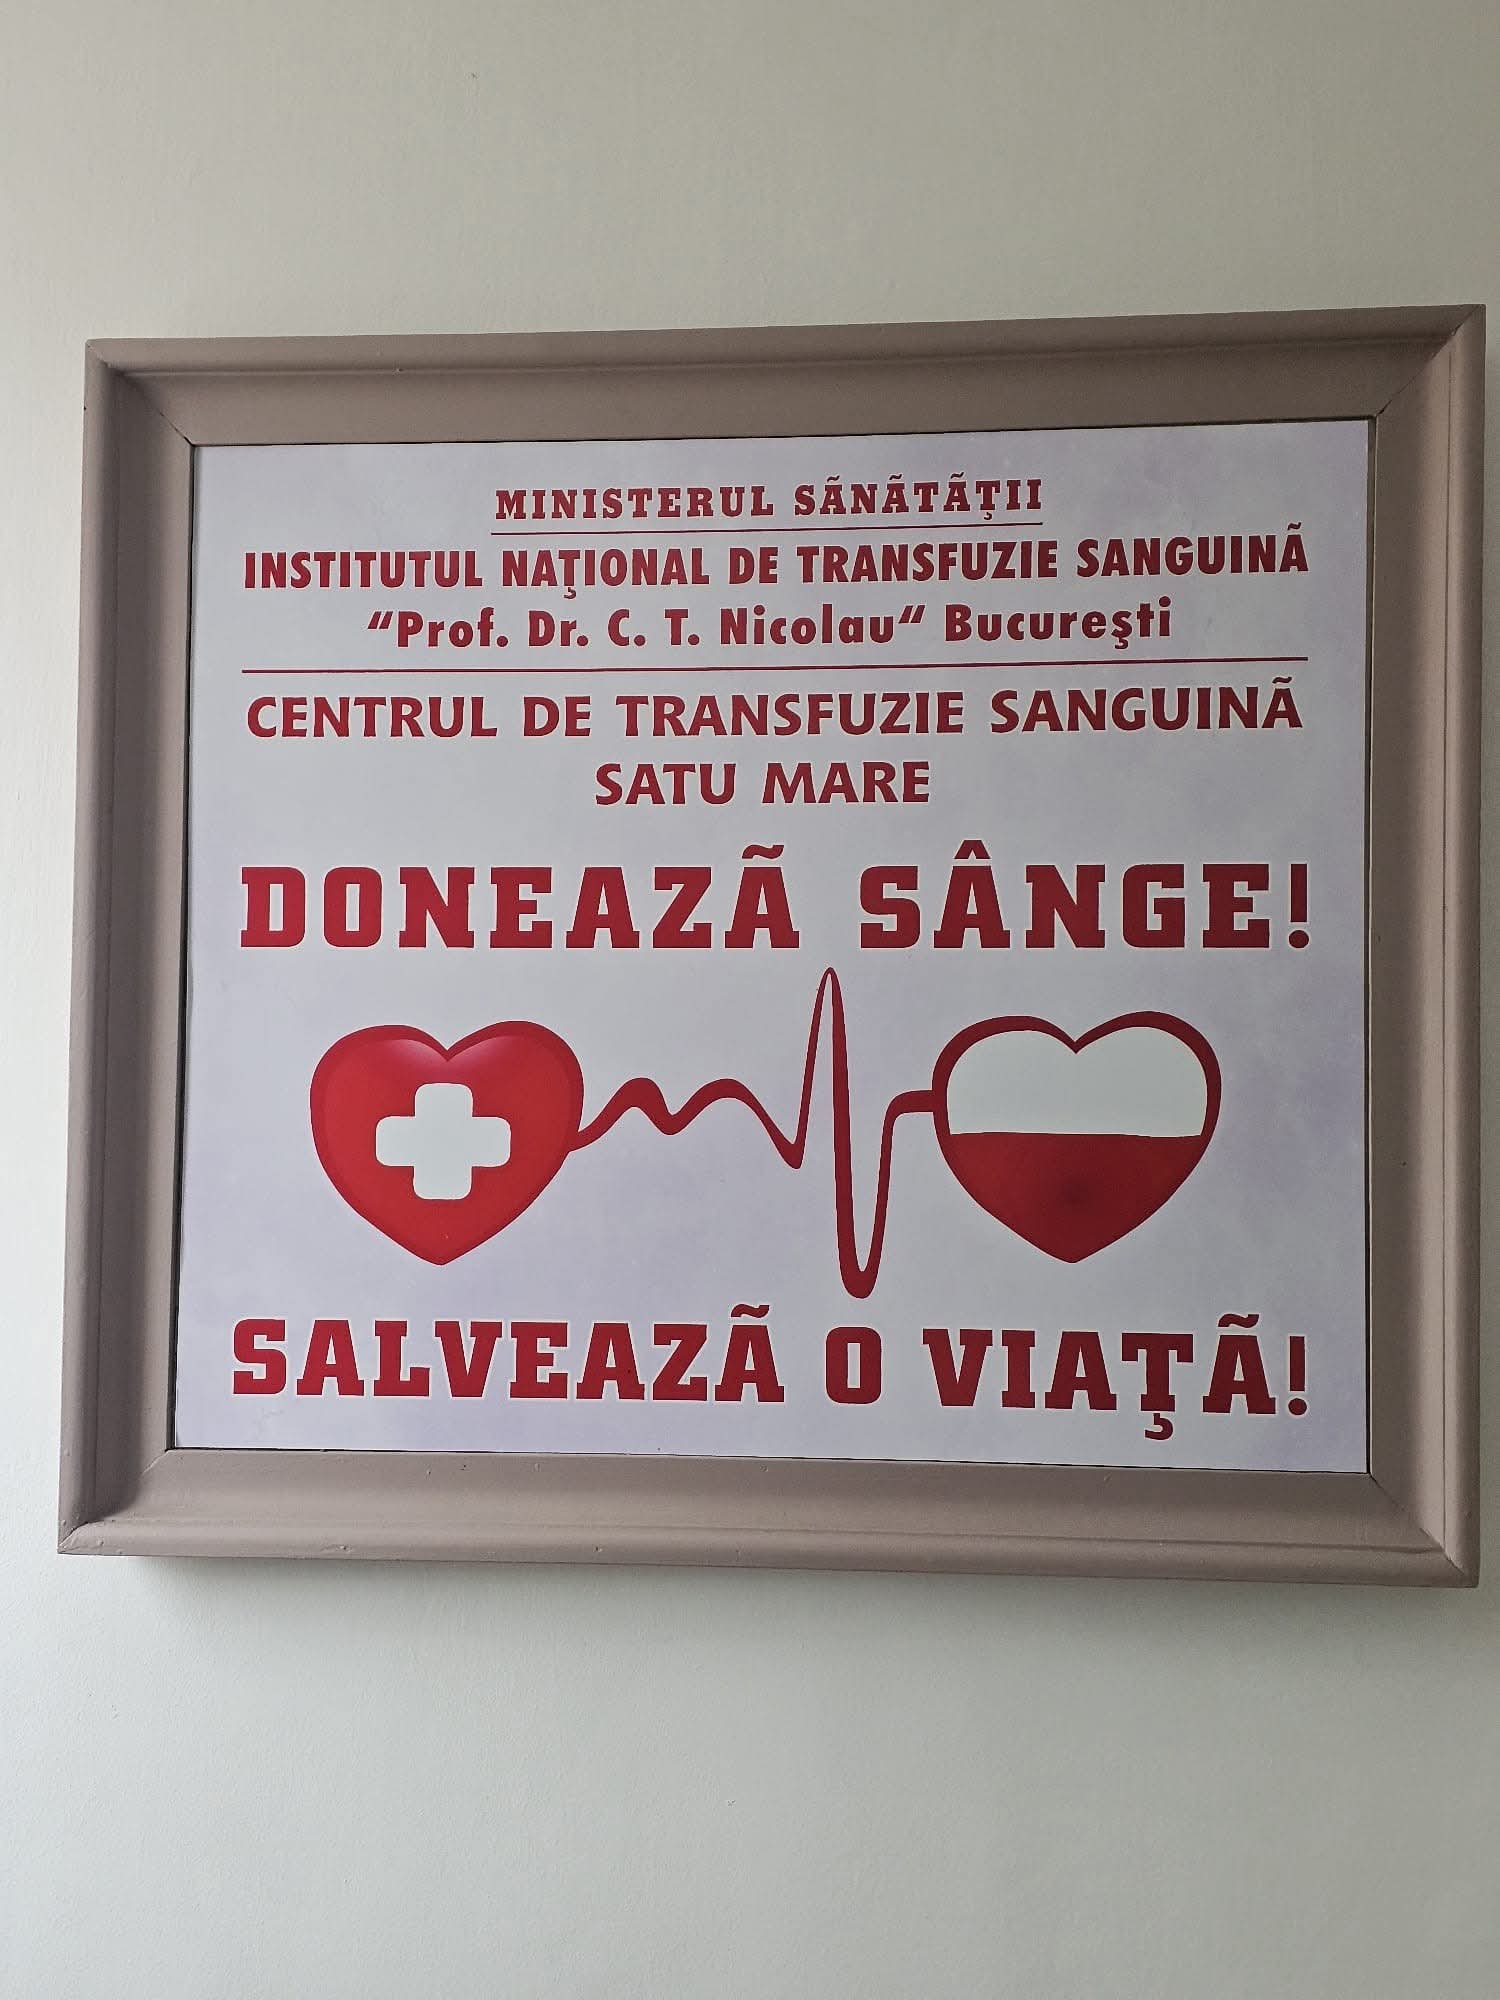 MINISTERUL SÃNÃTÃŢII
INSTITUTUL NAŢIONAL DE TRANSFUZIE SANGUINÃ
“Prof. Dr. C. T. Nicolau“ Bucureşti
CENTRUL DE TRANSFUZIE SANGUINÃ
SATU MARE
DONEAZÃ SÂNGE!
SALVEAZÃ O VIAŢÃ!